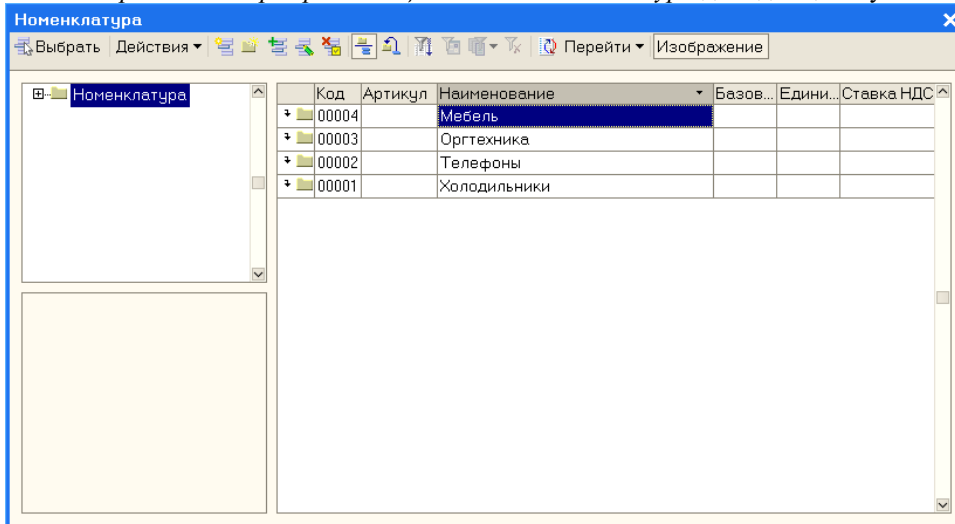 Номенклатура
Выбрать Действия Перейти Изображение
Номенклатура
Код Артикул Наименование Базов... Едини... Ставка НДС
00004 Мебель
00003 Оргтехника
00002 Телефоны
00001 Холодильники